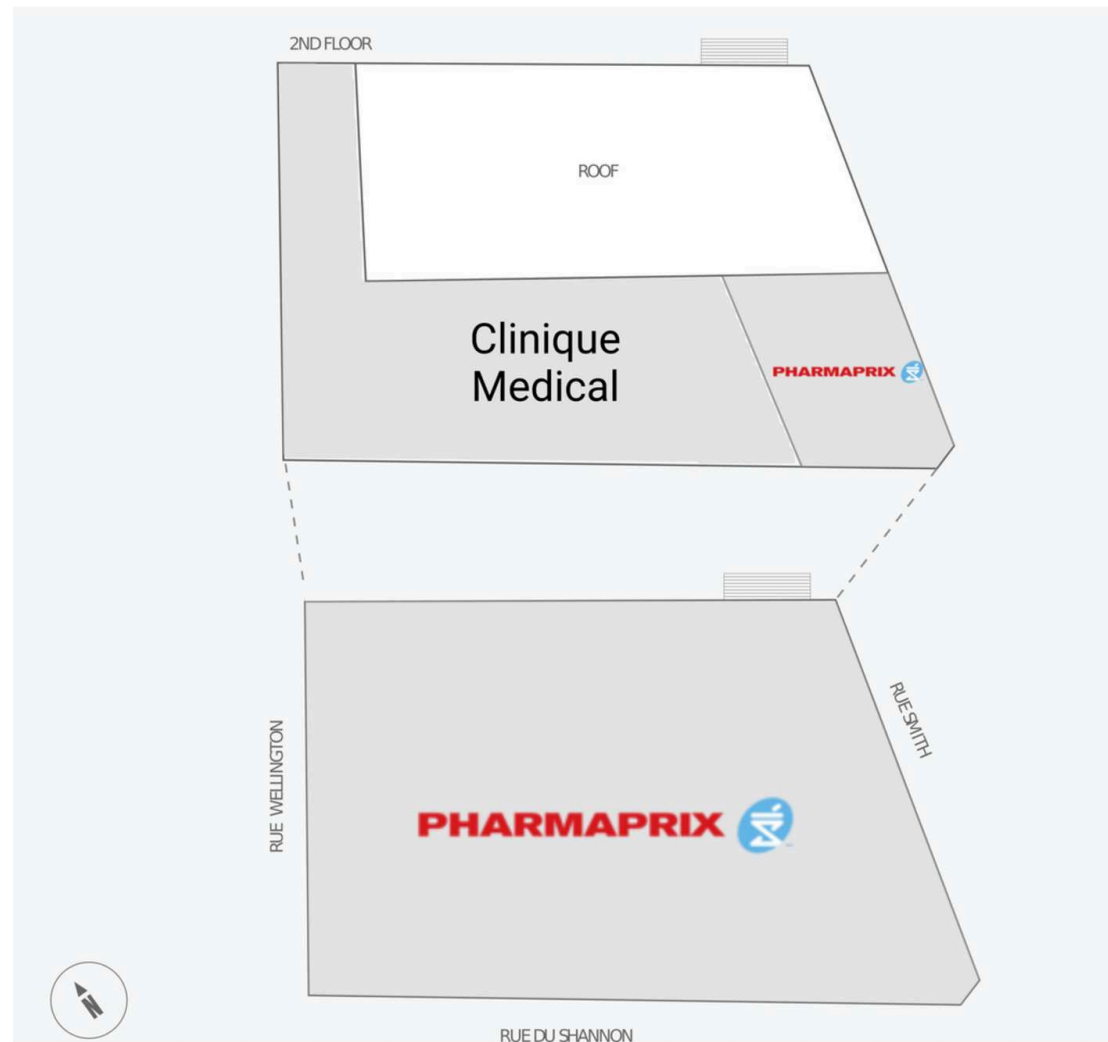 2ND FLOOR
ROOF
Clinique
Medical
PHARMAPRIX
RUE SMITH
RUE WELLINGTON
PHARMAPRIX
N
RUE DU SHANNON